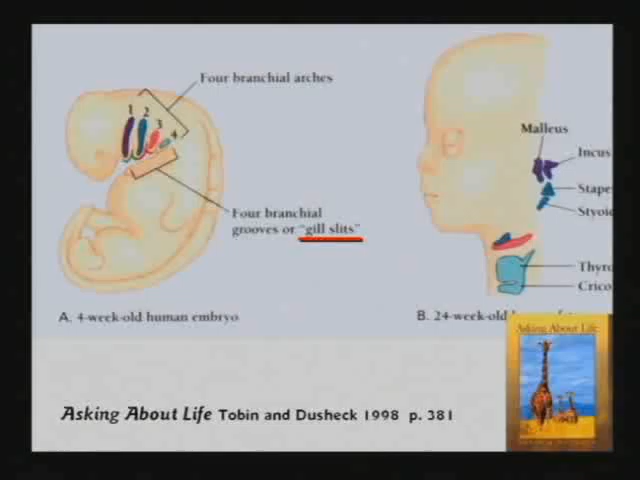 Four branchial arches
1 2 3 4
Four branchial
grooves or "gill slits"
A. 4-week-old human embryo
Malleus
Incus
Stape
Styoid
Thyro
Crico
B. 24-week-old
Asking About Life
Asking About Life Tobin and Dusheck 1998 p. 381